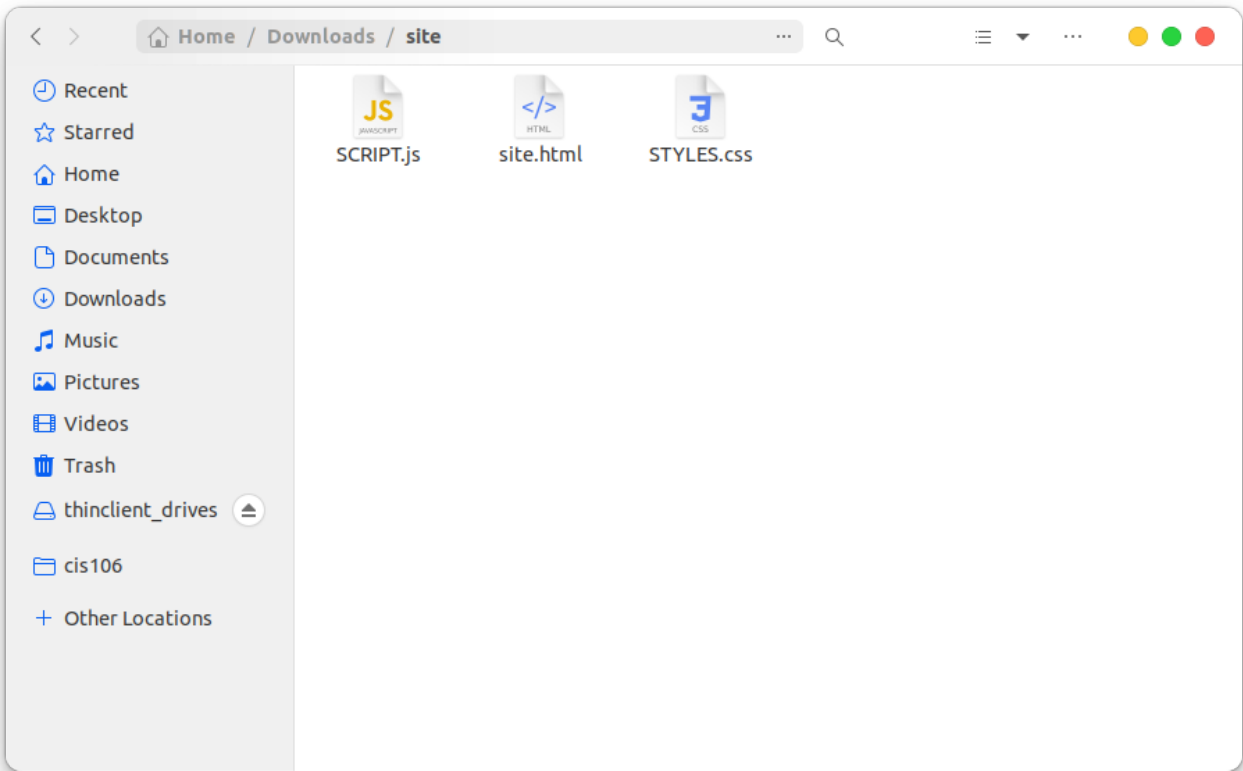 Home / Downloads / site
Recent
Starred
Home
Desktop
Documents
Downloads
Music
Pictures
Videos
Trash
thinclient_drives
cis106
+ Other Locations
JS
JAVASCRIPT
SCRIPT.js
</>
HTML
site.html
3
CSS
STYLES.css